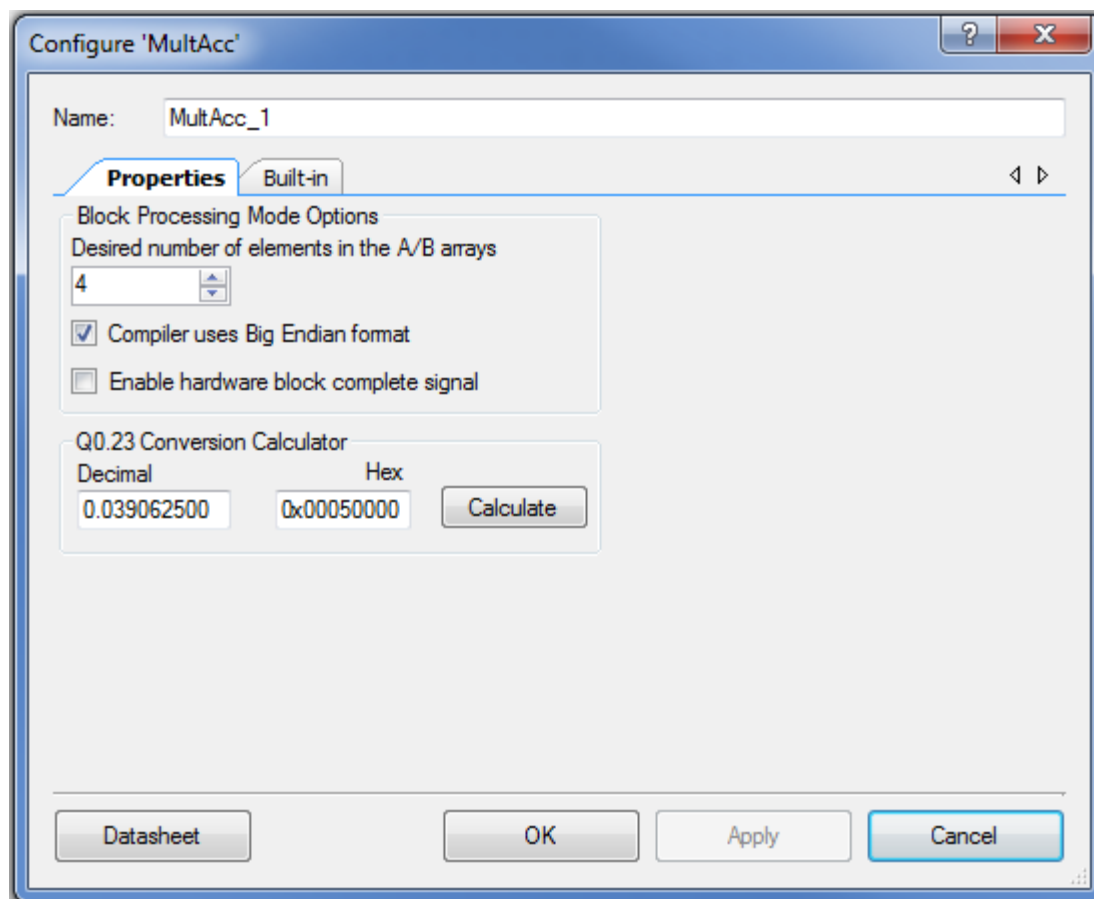 Configure 'MultAcc'
Name: MultAcc_1
Properties Built-in
Block Processing Mode Options
Desired number of elements in the A/B arrays
4
Compiler uses Big Endian format
Enable hardware block complete signal
Q0.23 Conversion Calculator
Decimal Hex
0.039062500 0x00050000 Calculate
Datasheet OK Apply Cancel